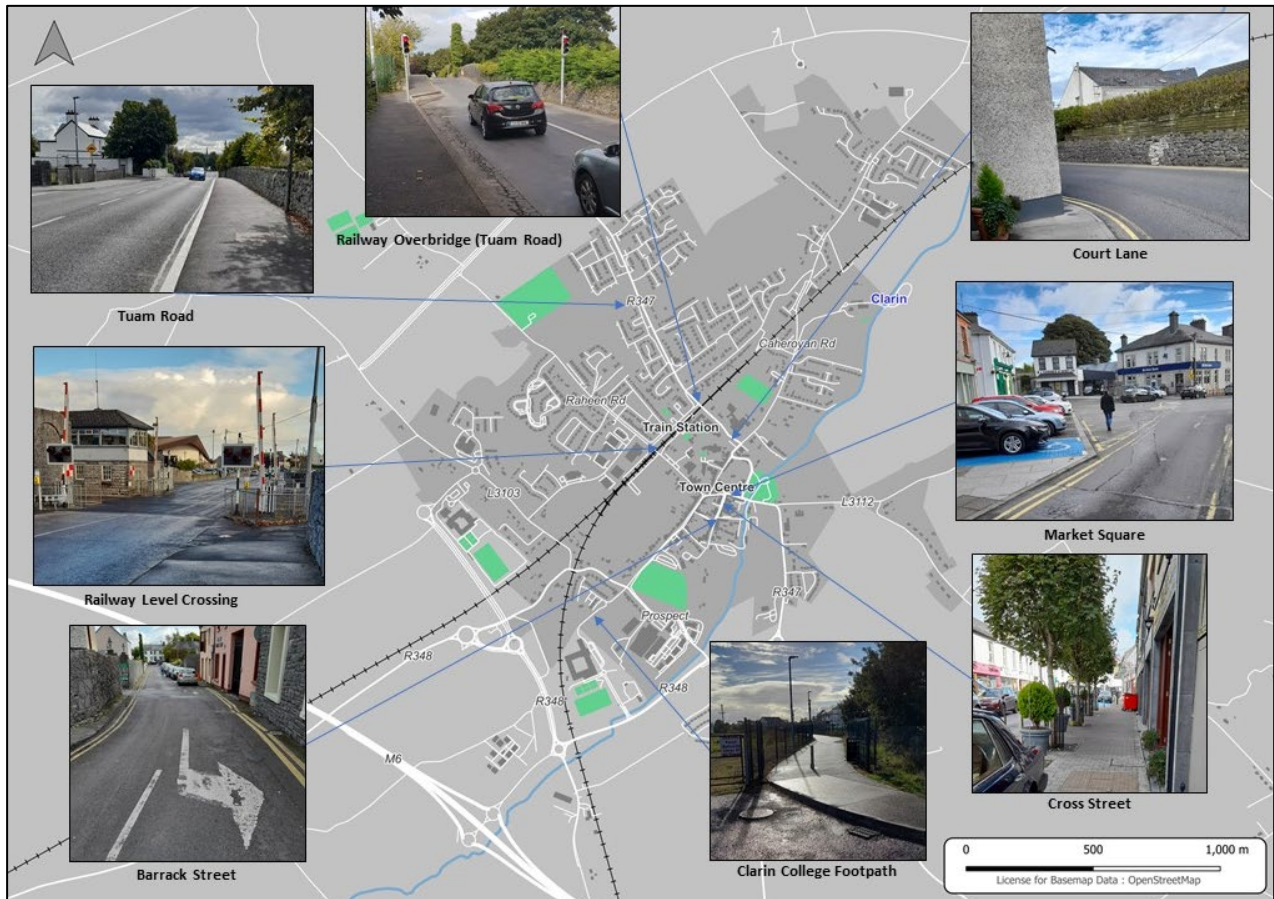 Railway Overbridge (Tuam Road)
Court Lane
Tuam Road
R347
Clarin
Caheroyan Rd
Raheen Rd
Train Station
Market Square
Town Centre
L3103
L3112
Railway Level Crossing
Prospect
R347
R348
R348
R348
M6
Cross Street
Barrack Street
Clarin College Footpath
0 500 1,000 m
License for Basemap Data : OpenStreetMap